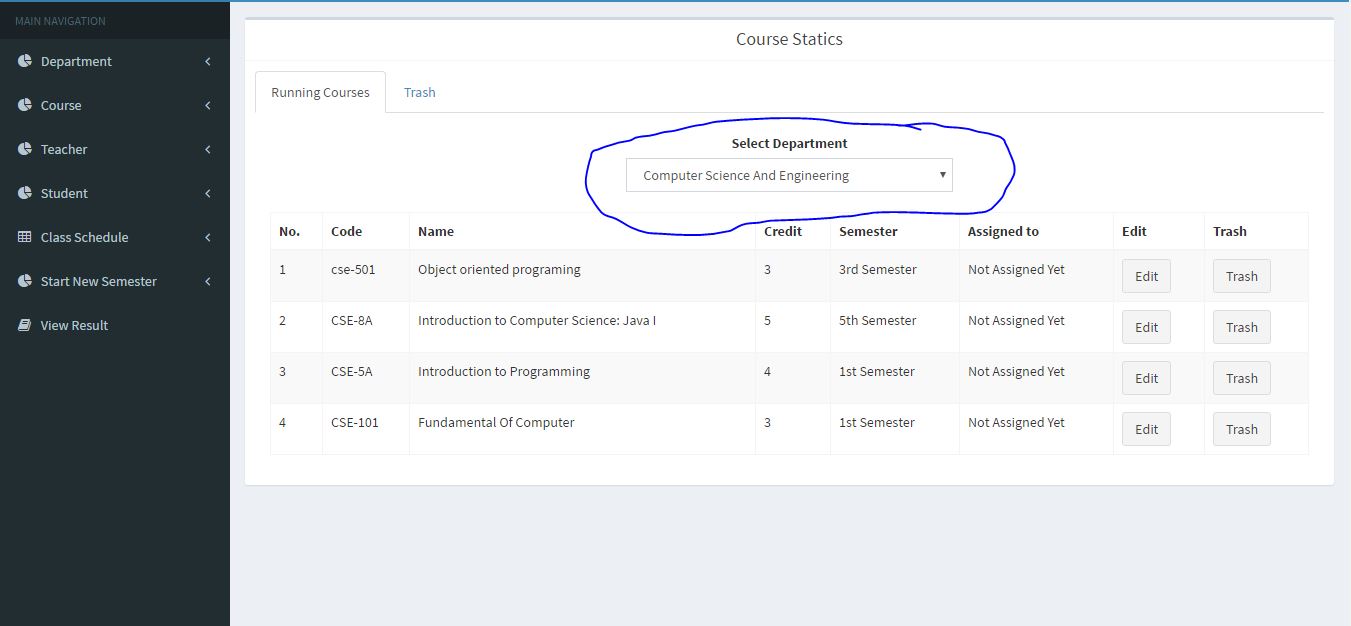 MAIN NAVIGATION
Department
Course
Teacher
Student
Class Schedule
Start New Semester
View Result
Course Statics
Running Courses Trash
Select Department
Computer Science And Engineering
No. Code Name Credit Semester Assigned to Edit Trash
1 cse-501 Object oriented programing 3 3rd Semester Not Assigned Yet Edit Trash
2 CSE-8A Introduction to Computer Science: Java I 5 5th Semester Not Assigned Yet Edit Trash
3 CSE-5A Introduction to Programming 4 1st Semester Not Assigned Yet Edit Trash
4 CSE-101 Fundamental Of Computer 3 1st Semester Not Assigned Yet Edit Trash